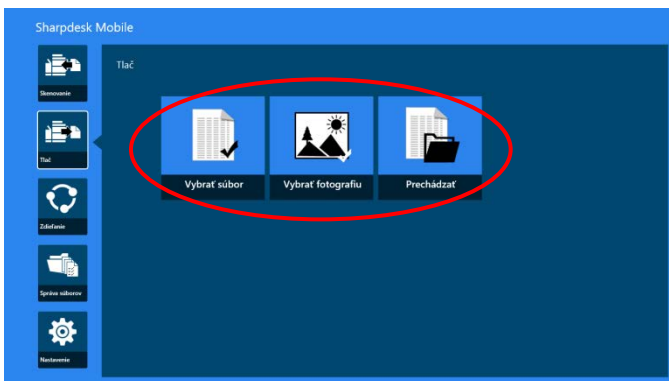 Sharpdesk Mobile
Skenovanie
Tlač
Zdieľanie
Správa súborov
Nastavenie
Tlač
Vybrať súbor
Vybrať fotografiu
Prechádzať